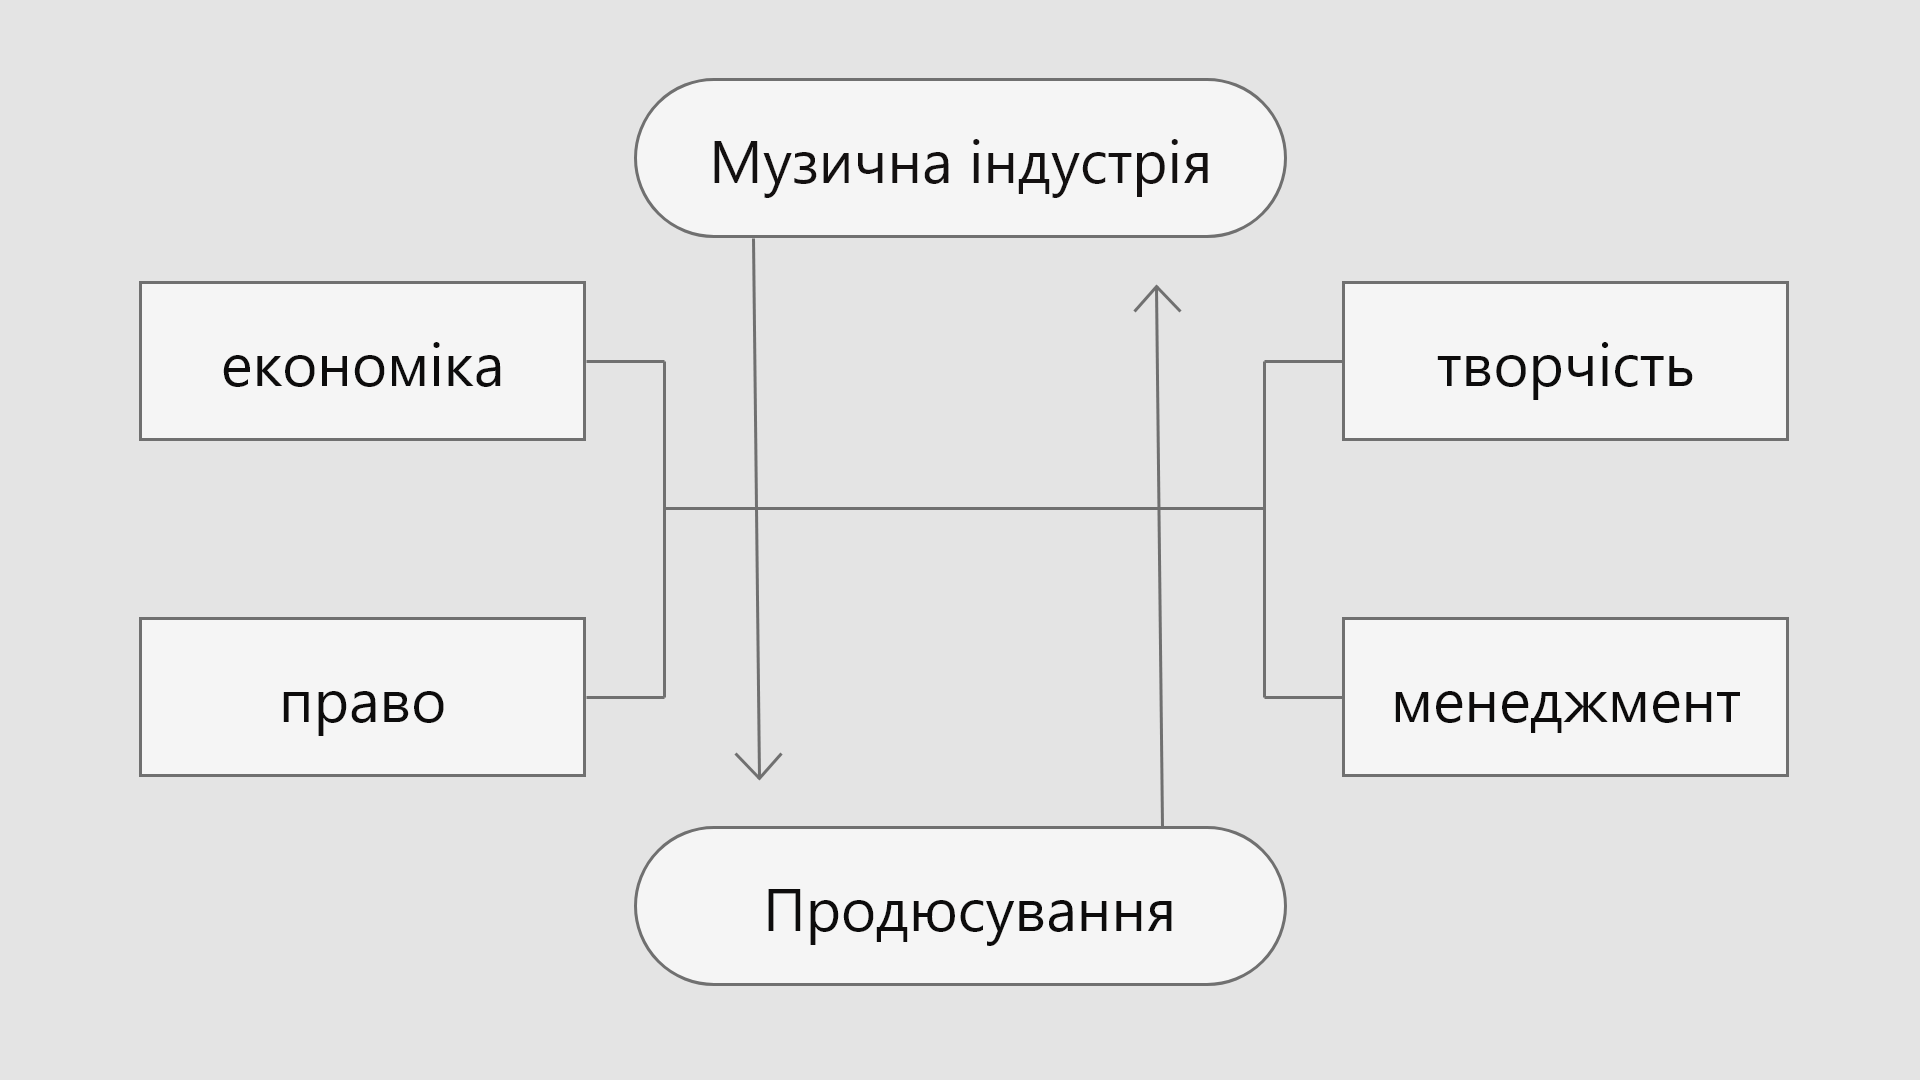 Музична індустрія
економіка
творчість
право
менеджмент
Продюсування